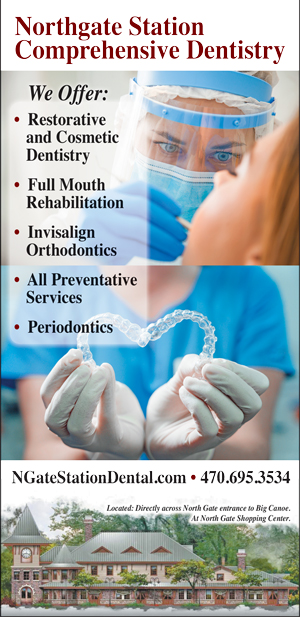 Northgate Station
Comprehensive Dentistry
We Offer:
• Restorative
and Cosmetic
Dentistry
• Full Mouth
Rehabilitation
• Invisalign
Orthodontics
• All Preventative
Services
• Periodontics
NGateStationDental.com • 470.695.3534
Located: Directly across North Gate entrance to Big Canoe.
At North Gate Shopping Center.